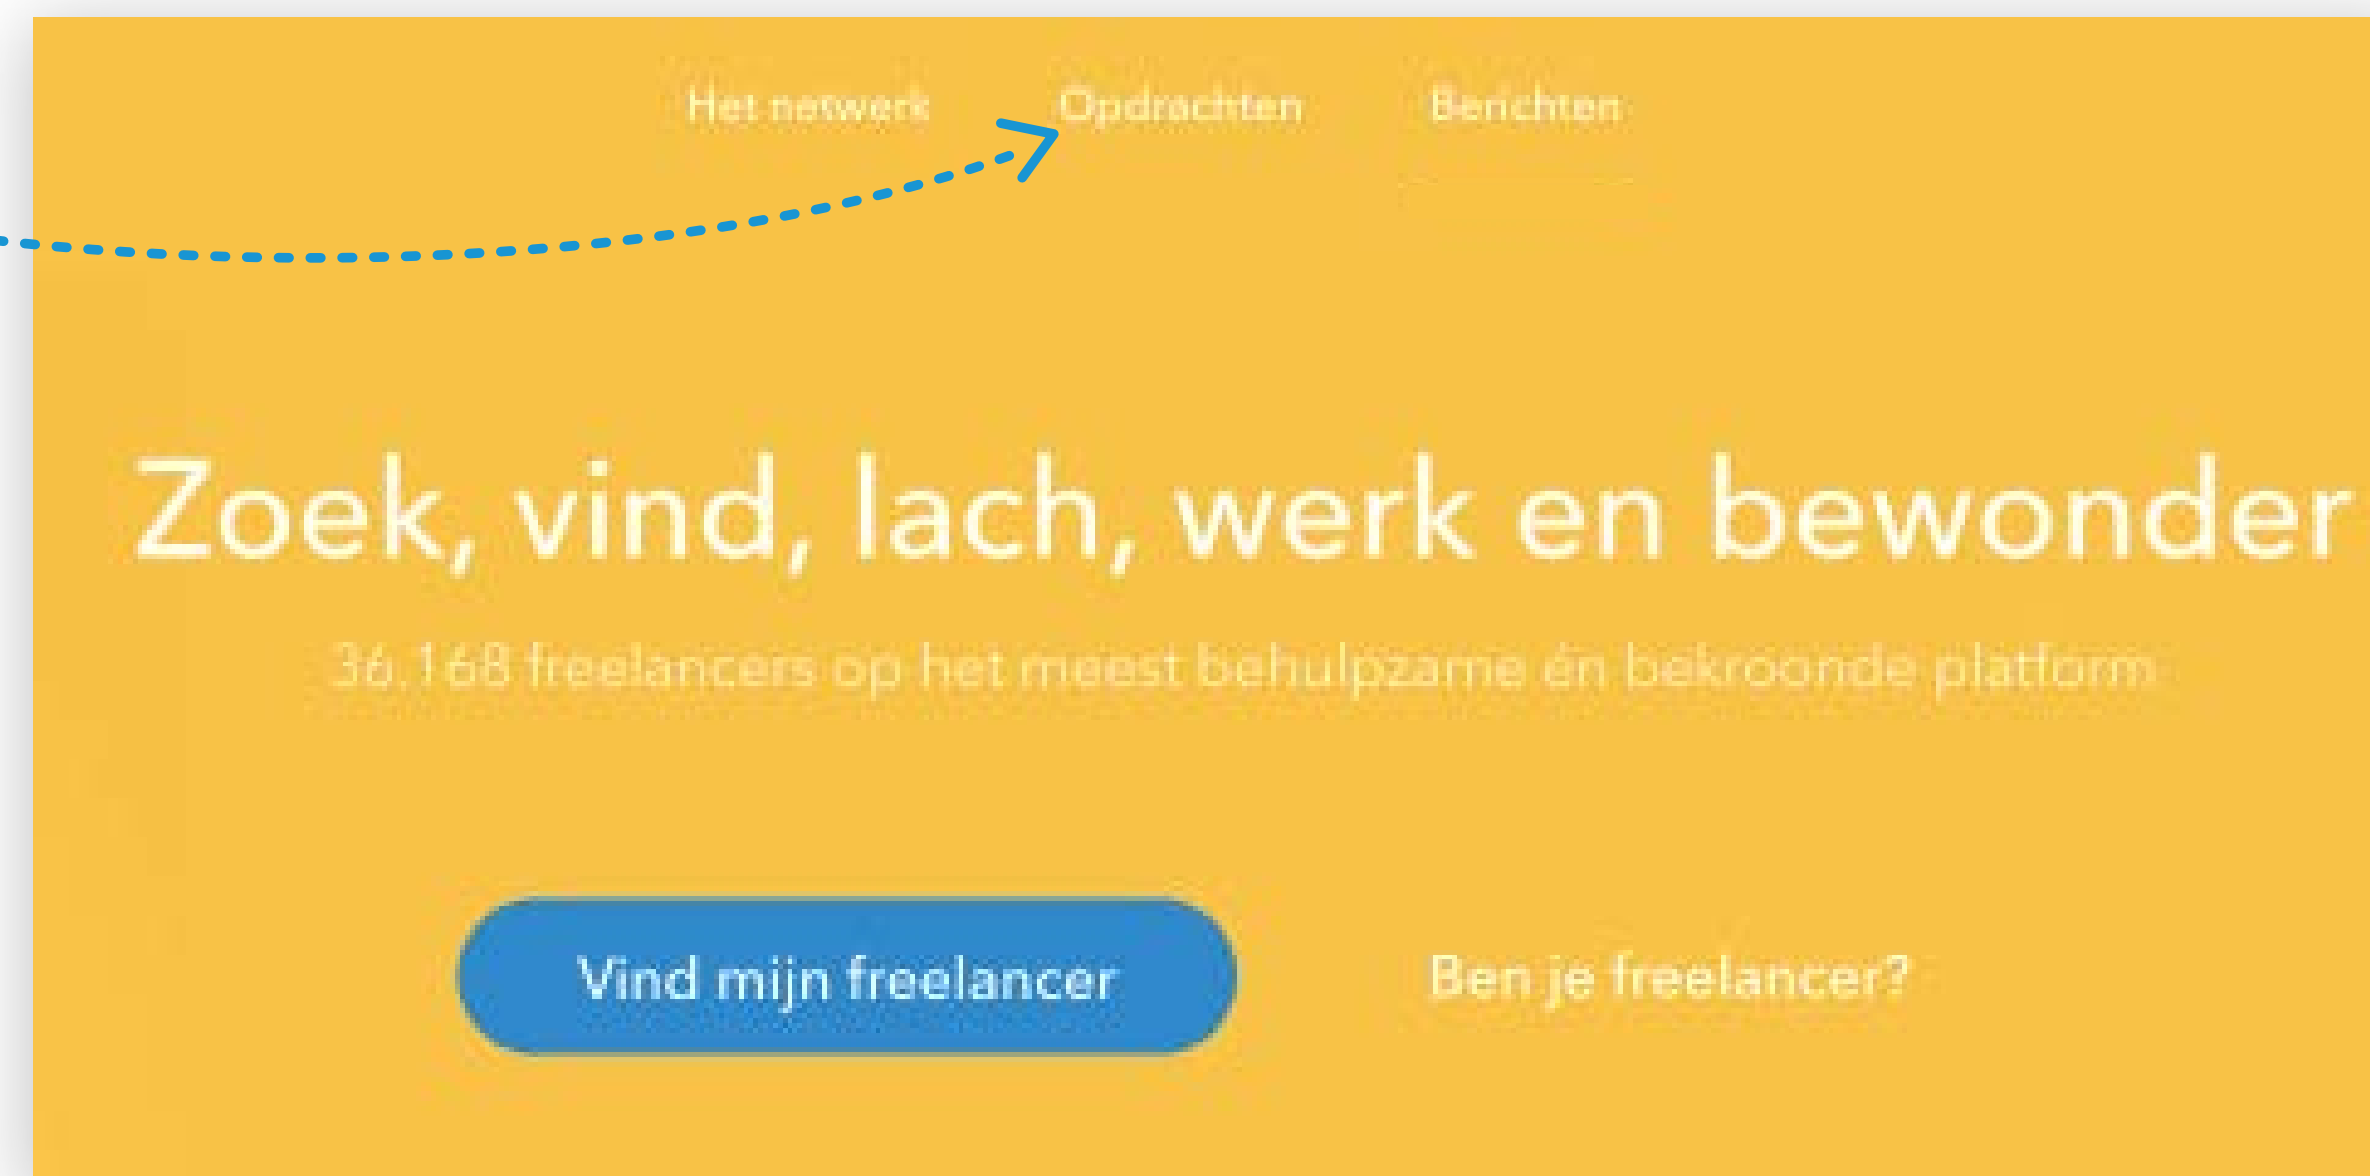 Het netwerk Opdrachten Berichten
Zoek, vind, lach, werk en bewonder
36.168 freelancers op het meest behulpzame én bekroonde platform
Vind mijn freelancer Ben je freelancer?